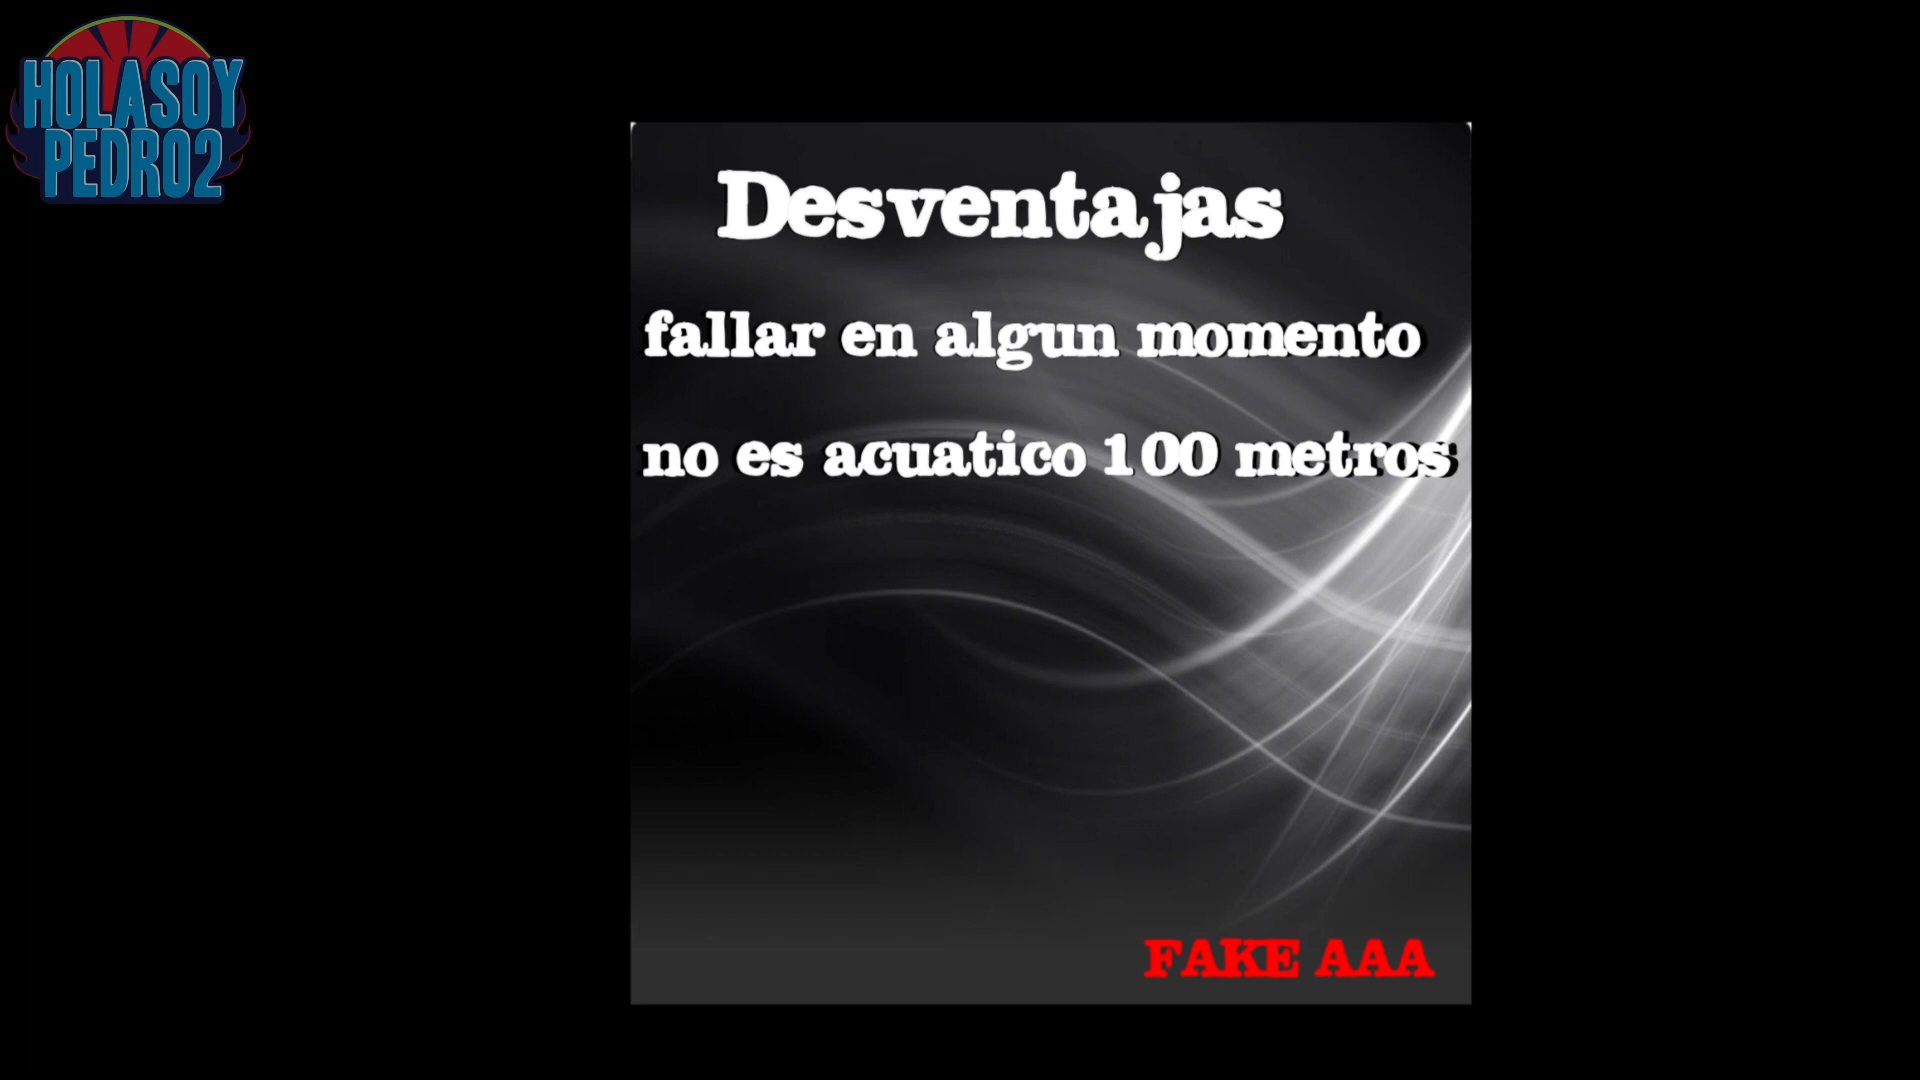 HOLASOY
PEDRO2
Desventajas
fallar en algun momento
no es acuatico 100 metros
FAKE AAA